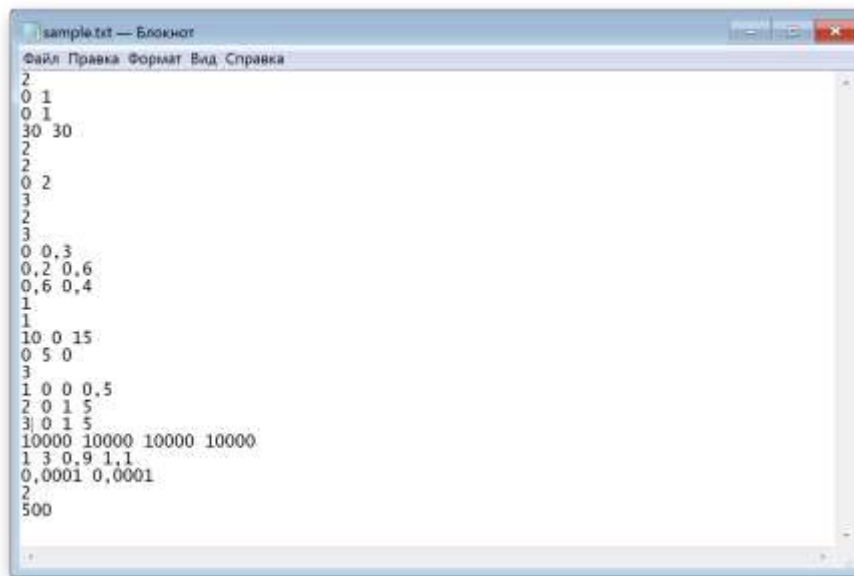 sample.txt — Блокнот
Файл Правка Формат Вид Справка
2
0 1
0 1
30 30
2
2
0 2
3
2
3
0 0,3
0,2 0,6
0,6 0,4
1
1
10 0 15
0 5 0
3
1 0 0 0,5
2 0 1 5
3 0 1 5
10000 10000 10000 10000
1 3 0,9 1,1
0,0001 0,0001
2
500